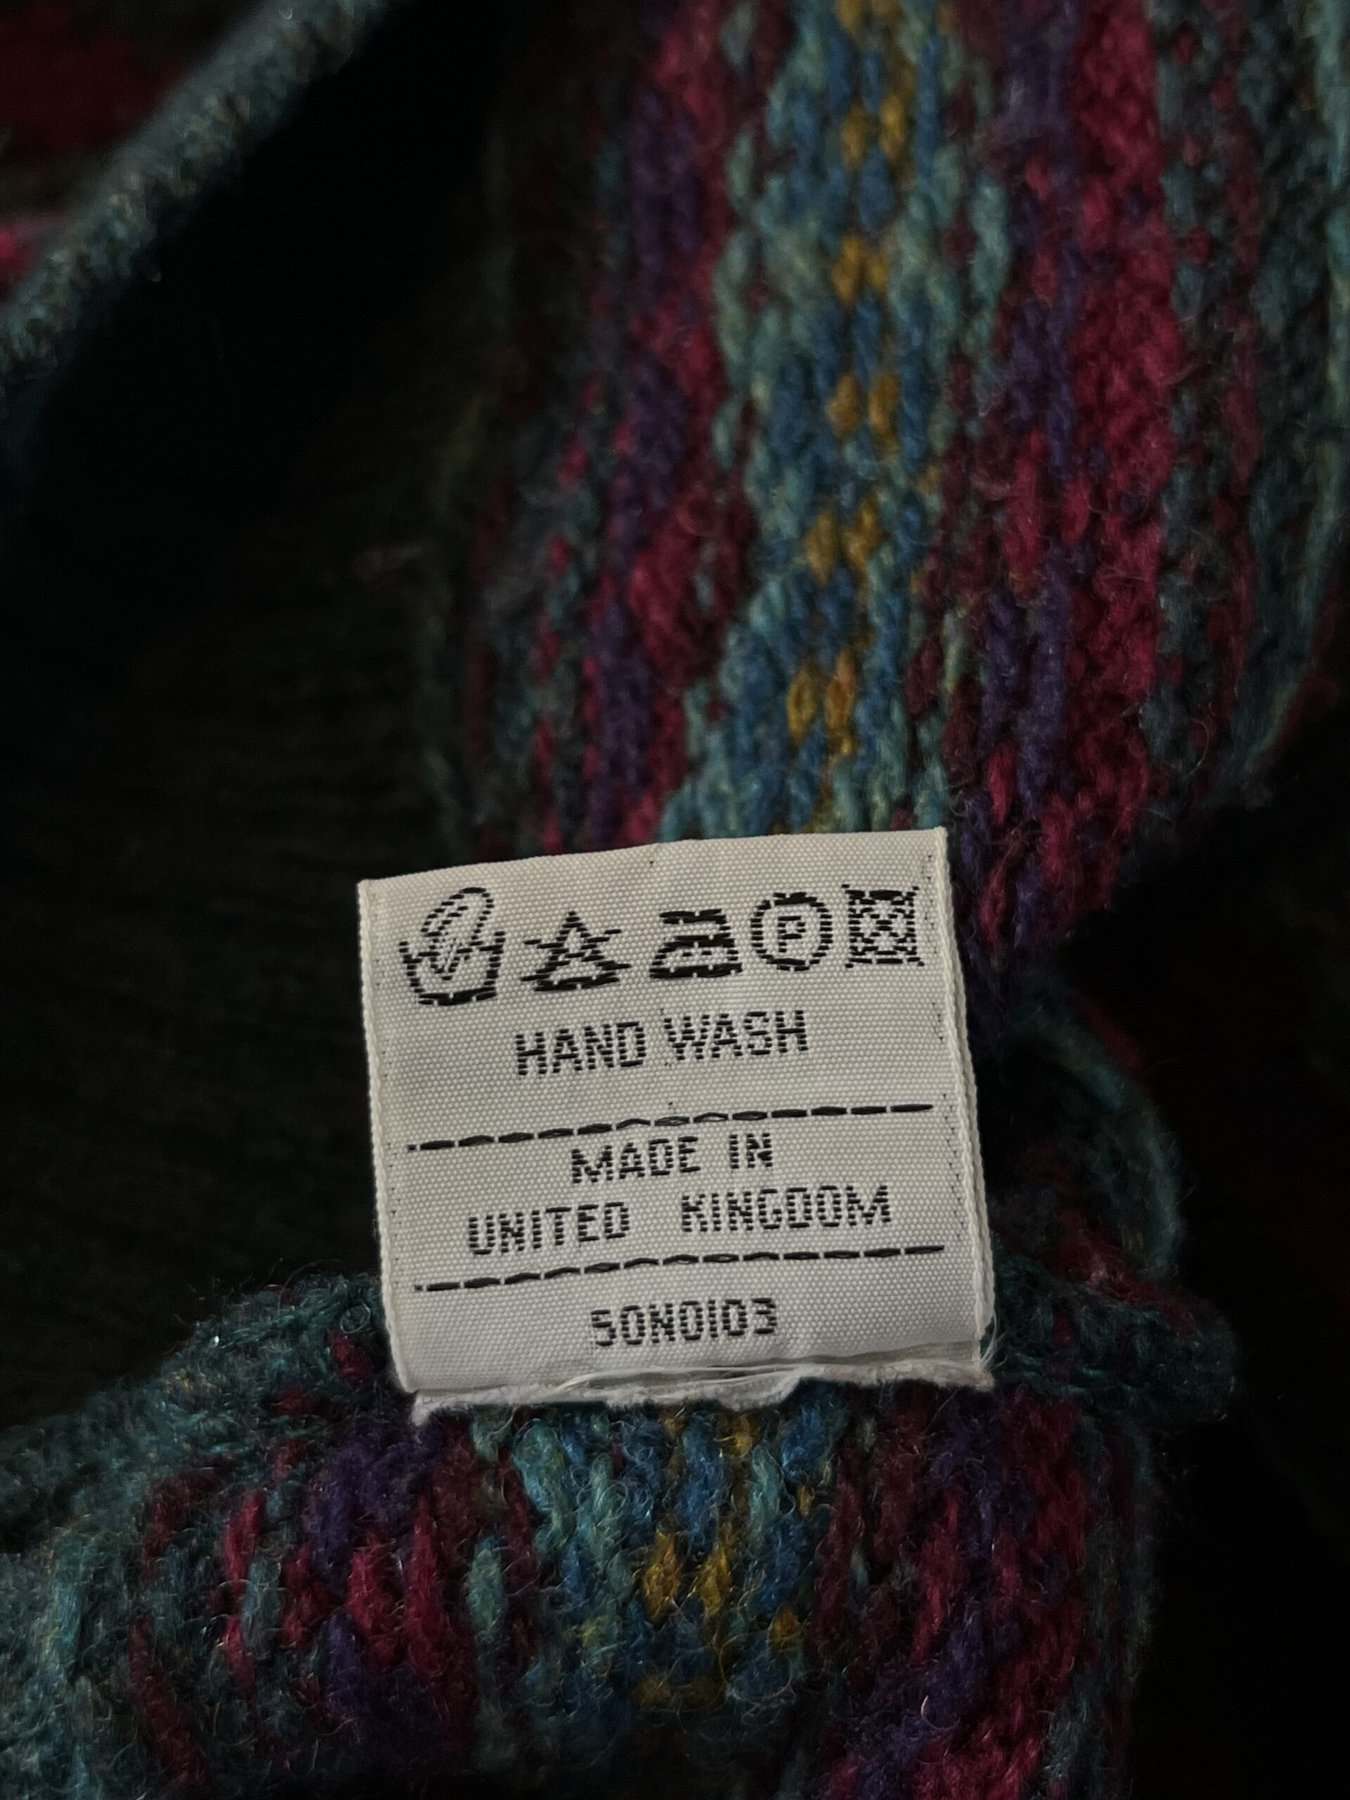 P
HAND WASH
MADE IN
UNITED KINGDOM
50N0103